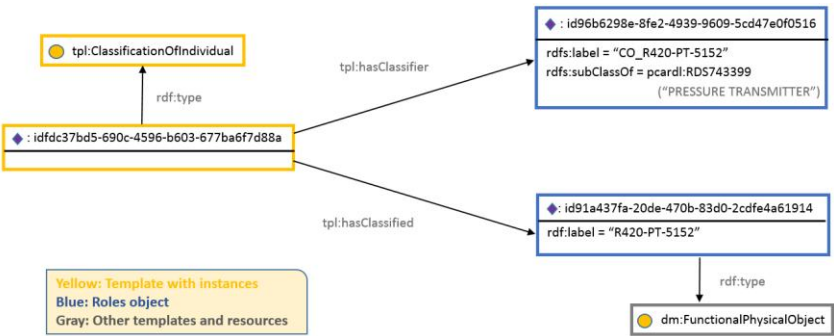 : id96b6298e-8fe2-4939-9609-5cd47e0f0516
tpl:ClassificationOfIndividual
rdfs:label = “CO_R420-PT-5152”
tpl:hasClassifier
rdfs:subClassOf = pcardl:RDS743399
(“PRESSURE TRANSMITTER”)
rdf:type
: idfdc37bd5-690c-4596-b603-677ba6f7d88a
: id91a437fa-20de-470b-83d0-2cdfe4a61914
tpl:hasClassified
rdf:label = “R420-PT-5152”
Yellow: Template with instances
Blue: Roles object
Gray: Other templates and resources
rdf:type
dm:FunctionalPhysicalObject